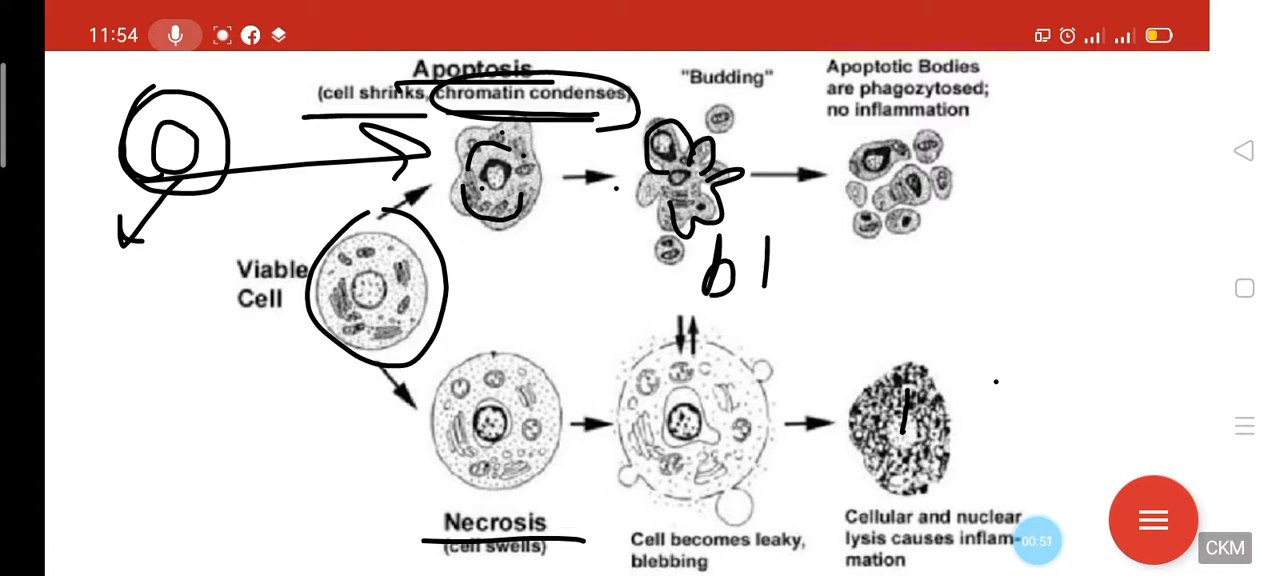 11:54
Apoptosis
(cell shrinks, chromatin condenses)
"Budding"
Apoptotic Bodies
are phagozytosed;
no inflammation
Viable
Cell
b l
Necrosis
(cell swells)
Cell becomes leaky,
blebbing
Cellular and nuclear
lysis causes inflam-
mation
00:51
CKM